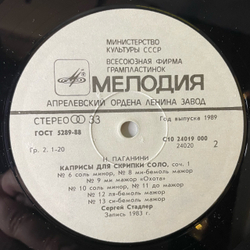 МИНИСТЕРСТВО
КУЛЬТУРЫ СССР
ВСЕСОЮЗНАЯ ФИРМА
ГРАМПЛАСТИНОК
МЕЛОДИЯ
АПРЕЛЕВСКИЙ ОРДЕНА ЛЕНИНА ЗАВОД
СТЕРЕО 33
Год выпуска 1989
ГОСТ 5289-88
С10 24019 000
Гр. 2. 1-20
24020 2
Н. ПАГАНИНИ
КАПРИСЫ ДЛЯ СКРИПКИ СОЛО, соч. 1
№ 6 соль минор, № 8 ми-бемоль мажор
№ 9 ми мажор «Охота»
№ 10 соль минор, № 11 до мажор
№ 12 ля-бемоль мажор
№ 13 си-бемоль мажор
Сергей Стадлер
Запись 1983 г.